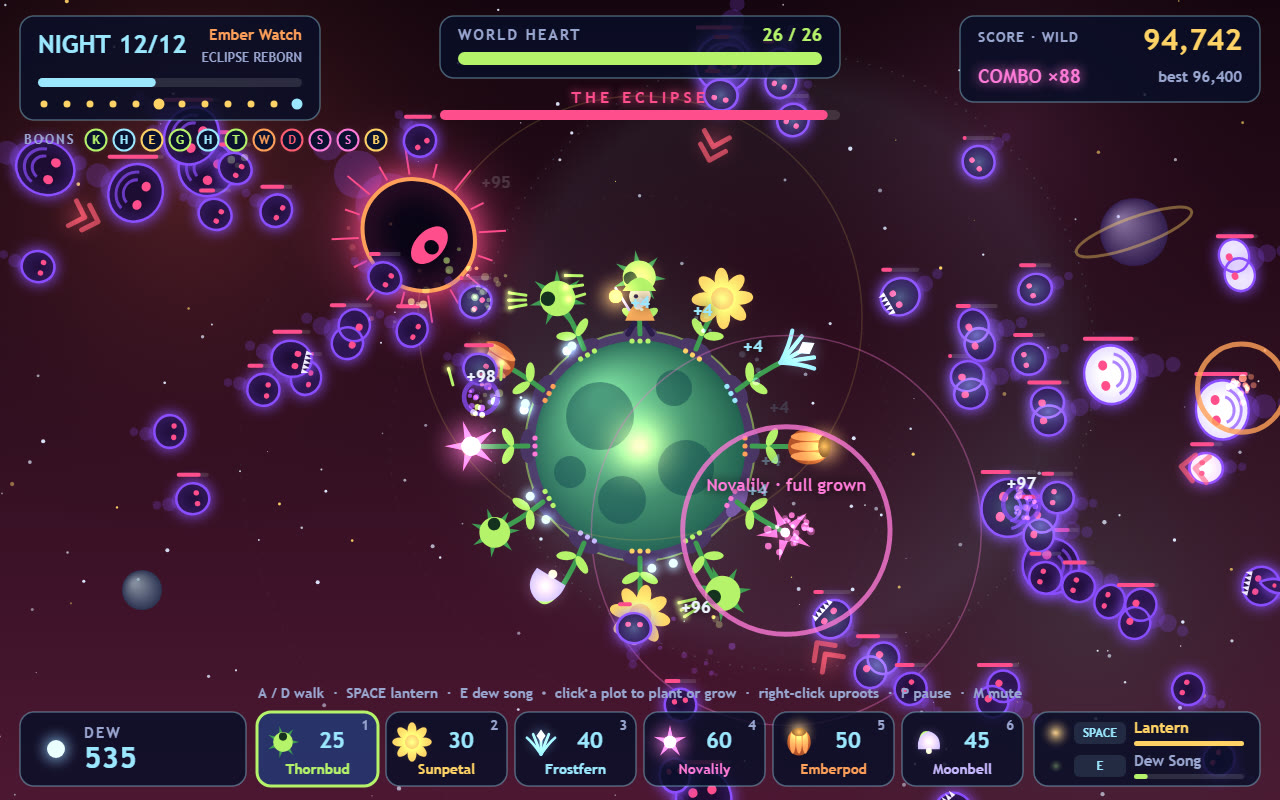 NIGHT 12/12
Ember Watch
ECLIPSE REBORN
BOONS K H E G H T W D S S B
WORLD HEART 26 / 26
THE ECLIPSE
SCORE · WILD 94,742
COMBO ×88 best 96,400
+95
+4
+4
+98
+4
+4
Novalily · full grown
+4
+97
+96
A / D walk · SPACE lantern · E dew song · click a plot to plant or grow · right-click uproots · P pause · M mute
DEW
535
1
25
Thornbud
2
30
Sunpetal
3
40
Frostfern
4
60
Novalily
5
50
Emberpod
6
45
Moonbell
SPACE Lantern
E Dew Song